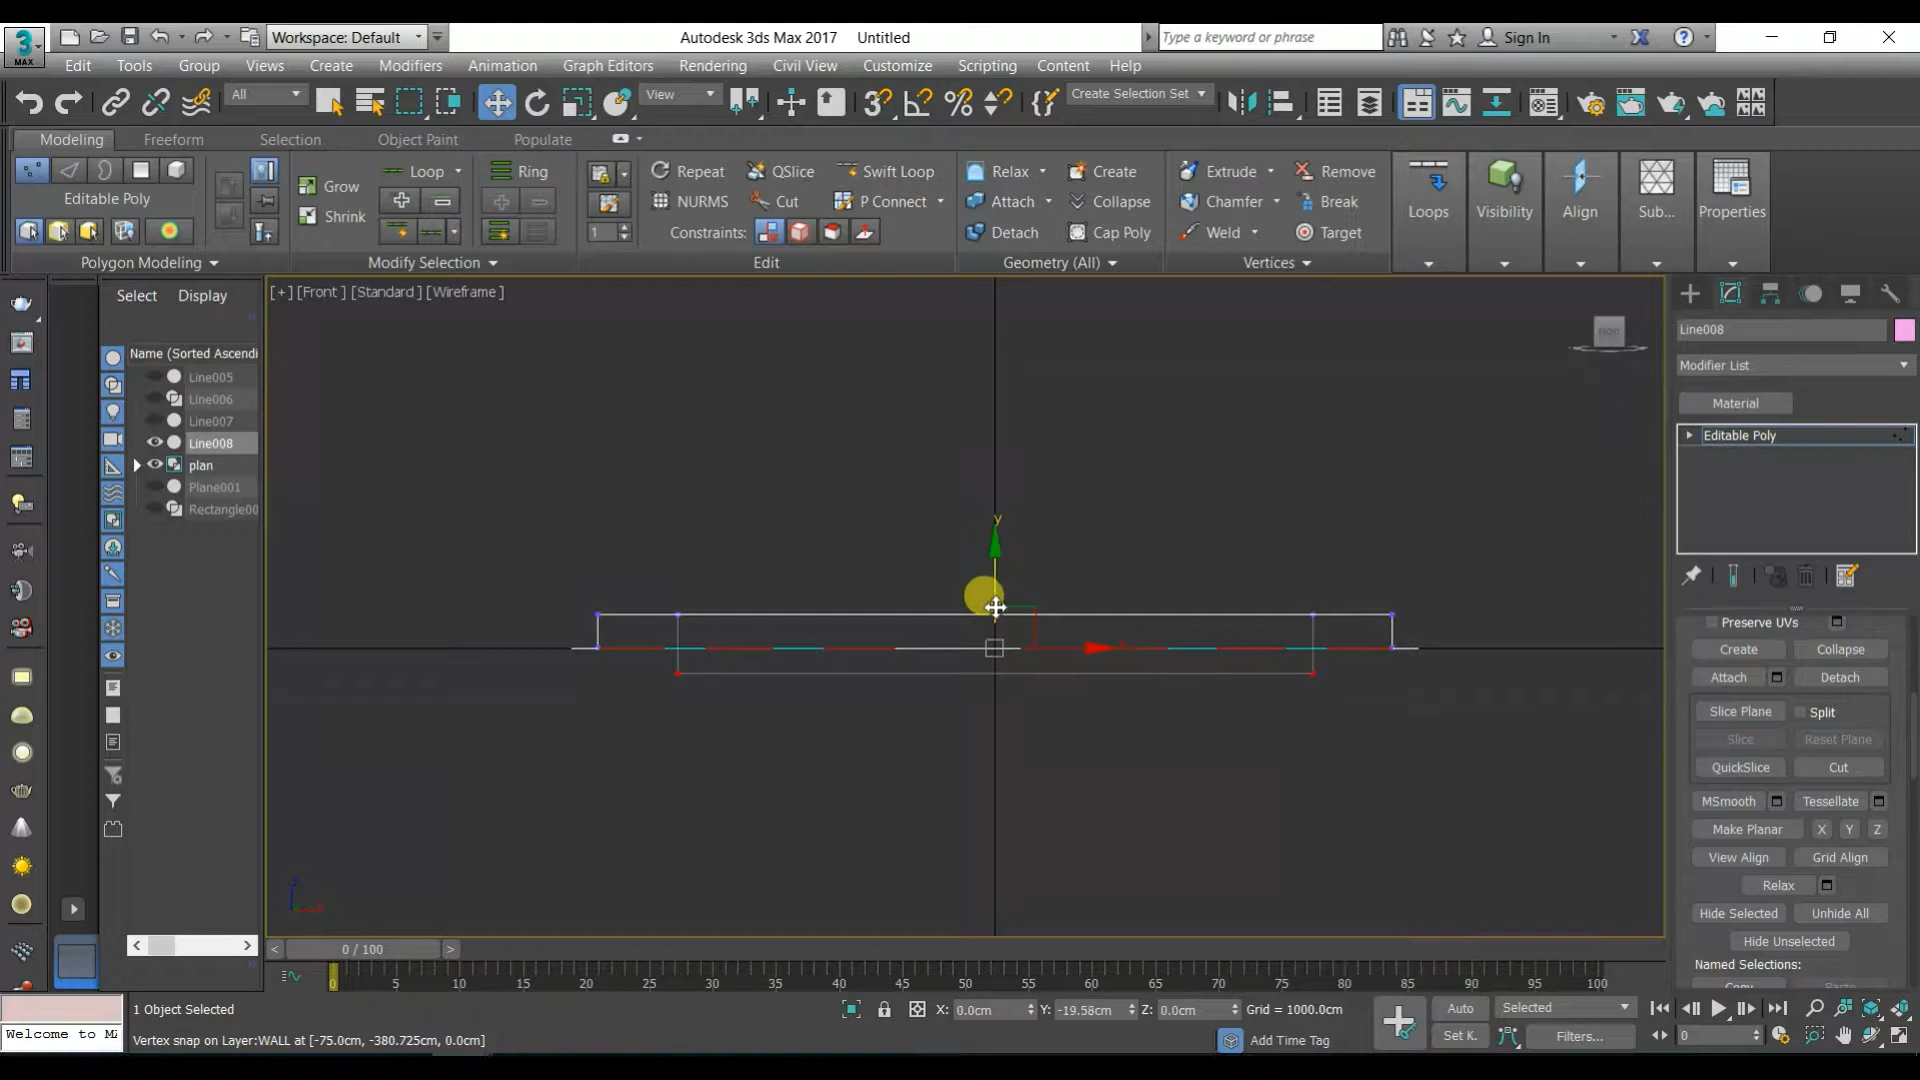 3
MAX
Workspace: Default
Autodesk 3ds Max 2017 Untitled
Type a keyword or phrase
Sign In
Edit Tools Group Views Create Modifiers Animation Graph Editors Rendering Civil View Customize Scripting Content Help
All
View
Create Selection Set
Modeling Freeform Selection Object Paint Populate
Editable Poly
Polygon Modeling
Grow
Shrink
Loop
Ring
Modify Selection
Repeat QSlice Swift Loop
NURMS Cut P Connect
1
Constraints:
Edit
Relax Create
Attach Collapse
Detach Cap Poly
Geometry (All)
Extrude Remove
Chamfer Break
Weld Target
Vertices
Loops
Visibility
Align
Sub...
Properties
Select Display
Name (Sorted Ascendi
Line005
Line006
Line007
Line008
plan
Plane001
Rectangle00
[+] [Front ] [Standard ] [Wireframe ]
y
Line008
Modifier List
Material
Editable Poly
Preserve UVs
Create Collapse
Attach Detach
Slice Plane Split
Slice Reset Plane
QuickSlice Cut
MSmooth Tessellate
Make Planar X Y Z
View Align Grid Align
Relax
Hide Selected Unhide All
Hide Unselected
Named Selections:
Copy Paste
0 / 100
0 5 10 15 20 25 30 35 40 45 50 55 60 65 70 75 80 85 90 95 100
1 Object Selected
X: 0.0cm Y: -19.58cm Z: 0.0cm Grid = 1000.0cm
Auto Selected
Welcome to M
Vertex snap on Layer:WALL at [-75.0cm, -380.725cm, 0.0cm]
Add Time Tag
Set K. Filters...
0